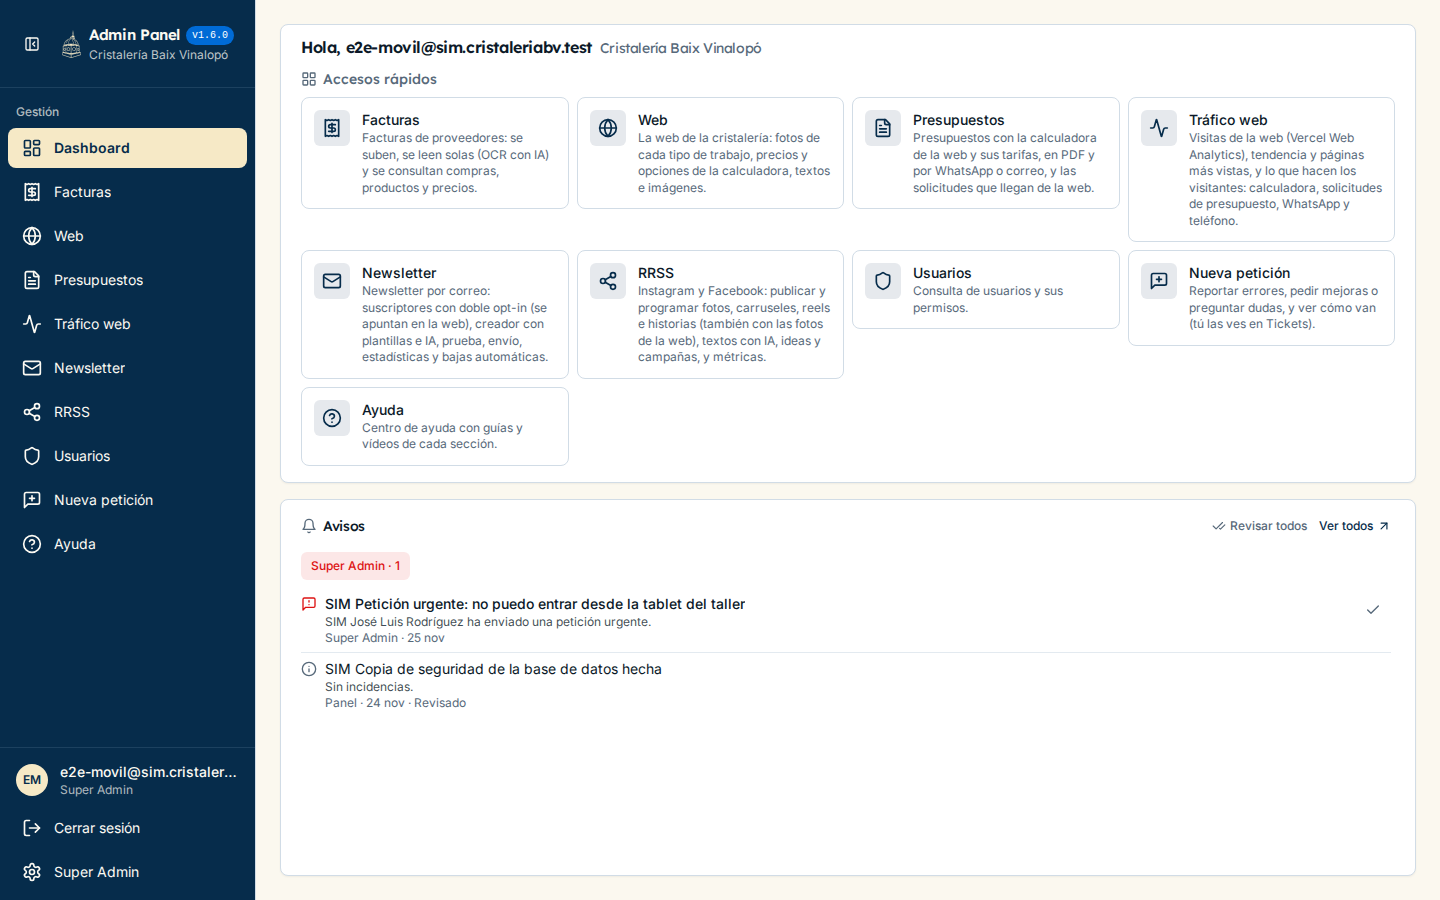 Admin Panel v1.6.0
Cristalería Baix Vinalopó
Gestión
Dashboard
Facturas
Web
Presupuestos
Tráfico web
Newsletter
RRSS
Usuarios
Nueva petición
Ayuda
EM
e2e-movil@sim.cristaler...
Super Admin
Cerrar sesión
Super Admin
Hola, e2e-movil@sim.cristaleriabv.test Cristalería Baix Vinalopó
Accesos rápidos
Facturas
Facturas de proveedores: se
suben, se leen solas (OCR con IA)
y se consultan compras,
productos y precios.
Web
La web de la cristalería: fotos de
cada tipo de trabajo, precios y
opciones de la calculadora, textos
e imágenes.
Presupuestos
Presupuestos con la calculadora
de la web y sus tarifas, en PDF y
por WhatsApp o correo, y las
solicitudes que llegan de la web.
Tráfico web
Visitas de la web (Vercel Web
Analytics), tendencia y páginas
más vistas, y lo que hacen los
visitantes: calculadora, solicitudes
de presupuesto, WhatsApp y
teléfono.
Newsletter
Newsletter por correo:
suscriptores con doble opt-in (se
apuntan en la web), creador con
plantillas e IA, prueba, envío,
estadísticas y bajas automáticas.
RRSS
Instagram y Facebook: publicar y
programar fotos, carruseles, reels
e historias (también con las fotos
de la web), textos con IA, ideas y
campañas, y métricas.
Usuarios
Consulta de usuarios y sus
permisos.
Nueva petición
Reportar errores, pedir mejoras o
preguntar dudas, y ver cómo van
(tú las ves en Tickets).
Ayuda
Centro de ayuda con guías y
vídeos de cada sección.
Avisos
Revisar todos Ver todos
Super Admin · 1
SIM Petición urgente: no puedo entrar desde la tablet del taller
SIM José Luis Rodríguez ha enviado una petición urgente.
Super Admin · 25 nov
SIM Copia de seguridad de la base de datos hecha
Sin incidencias.
Panel · 24 nov · Revisado